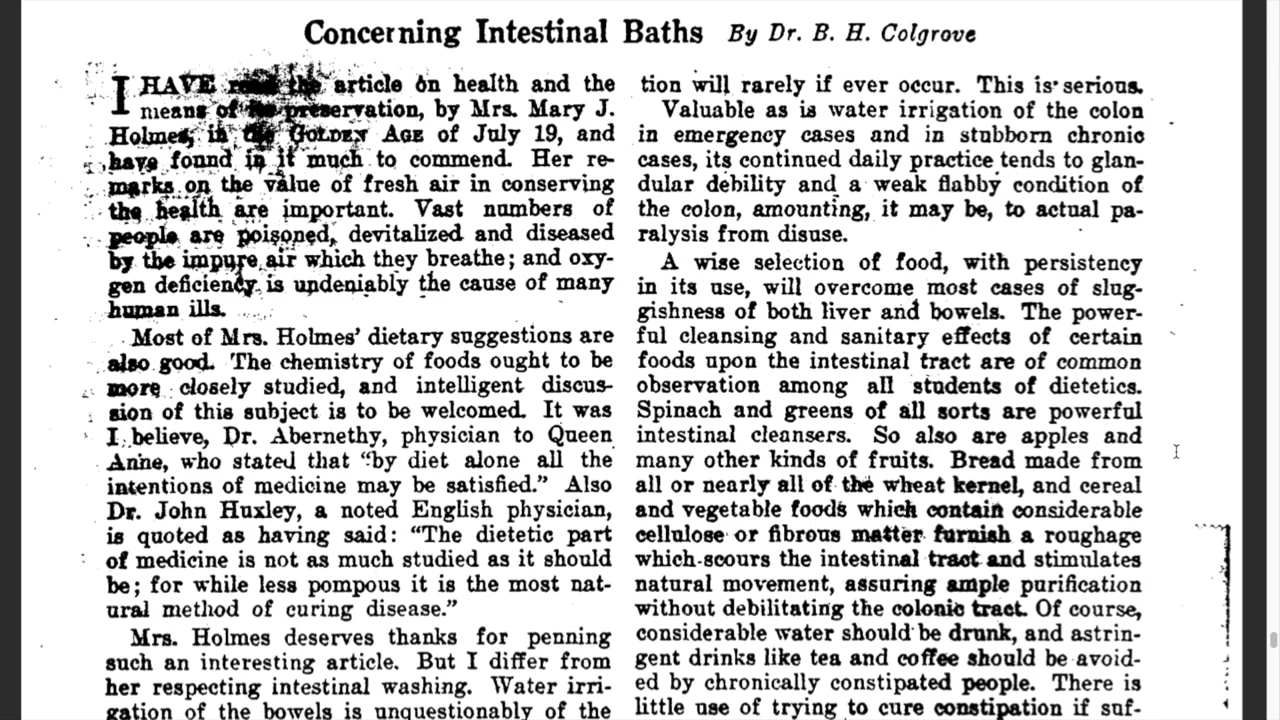 Concerning Intestinal Baths By Dr. B. H. Colgrove
I HAVE read the article on health and the
means of its preservation, by Mrs. Mary J.
Holmes, in the GOLDEN AGE of July 19, and
have found in it much to commend. Her re-
marks on the value of fresh air in conserving
the health are important. Vast numbers of
people are poisoned, devitalized and diseased
by the impure air which they breathe; and oxy-
gen deficiency is undeniably the cause of many
human ills.
Most of Mrs. Holmes' dietary suggestions are
also good. The chemistry of foods ought to be
more closely studied, and intelligent discus-
sion of this subject is to be welcomed. It was
I believe, Dr. Abernethy, physician to Queen
Anne, who stated that "by diet alone all the
intentions of medicine may be satisfied." Also
Dr. John Huxley, a noted English physician,
is quoted as having said: "The dietetic part
of medicine is not as much studied as it should
be; for while less pompous it is the most nat-
ural method of curing disease."
Mrs. Holmes deserves thanks for penning
such an interesting article. But I differ from
her respecting intestinal washing. Water irri-
gation of the bowels is unquestionably of the
tion will rarely if ever occur. This is serious.
Valuable as is water irrigation of the colon
in emergency cases and in stubborn chronic
cases, its continued daily practice tends to glan-
dular debility and a weak flabby condition of
the colon, amounting, it may be, to actual pa-
ralysis from disuse.
A wise selection of food, with persistency
in its use, will overcome most cases of slug-
gishness of both liver and bowels. The power-
ful cleansing and sanitary effects of certain
foods upon the intestinal tract are of common
observation among all students of dietetics.
Spinach and greens of all sorts are powerful
intestinal cleansers. So also are apples and
many other kinds of fruits. Bread made from
all or nearly all of the wheat kernel, and cereal
and vegetable foods which contain considerable
cellulose or fibrous matter furnish a roughage
which scours the intestinal tract and stimulates
natural movement, assuring ample purification
without debilitating the colonic tract. Of course,
considerable water should be drunk, and astrin-
gent drinks like tea and coffee should be avoid-
ed by chronically constipated people. There is
little use of trying to cure constipation if suf-